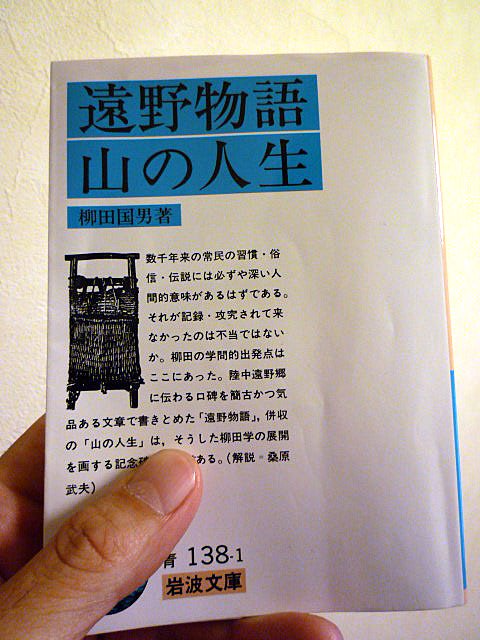 遠野物語
山の人生
柳田国男著
数千年来の常民の習慣・俗
信・伝説には必ずや深い人
間的意味があるはずである。
それが記録・攻究されて来
なかったのは不当ではない
か。柳田の学問的出発点は
ここにあった。陸中遠野郷
に伝わる口碑を簡古かつ気
品ある文章で書きとめた「遠野物語」，併収
の「山の人生」は，そうした柳田学の展開
を画する記念 ある。(解説＝桑原
武夫)
青 138-1
岩波文庫